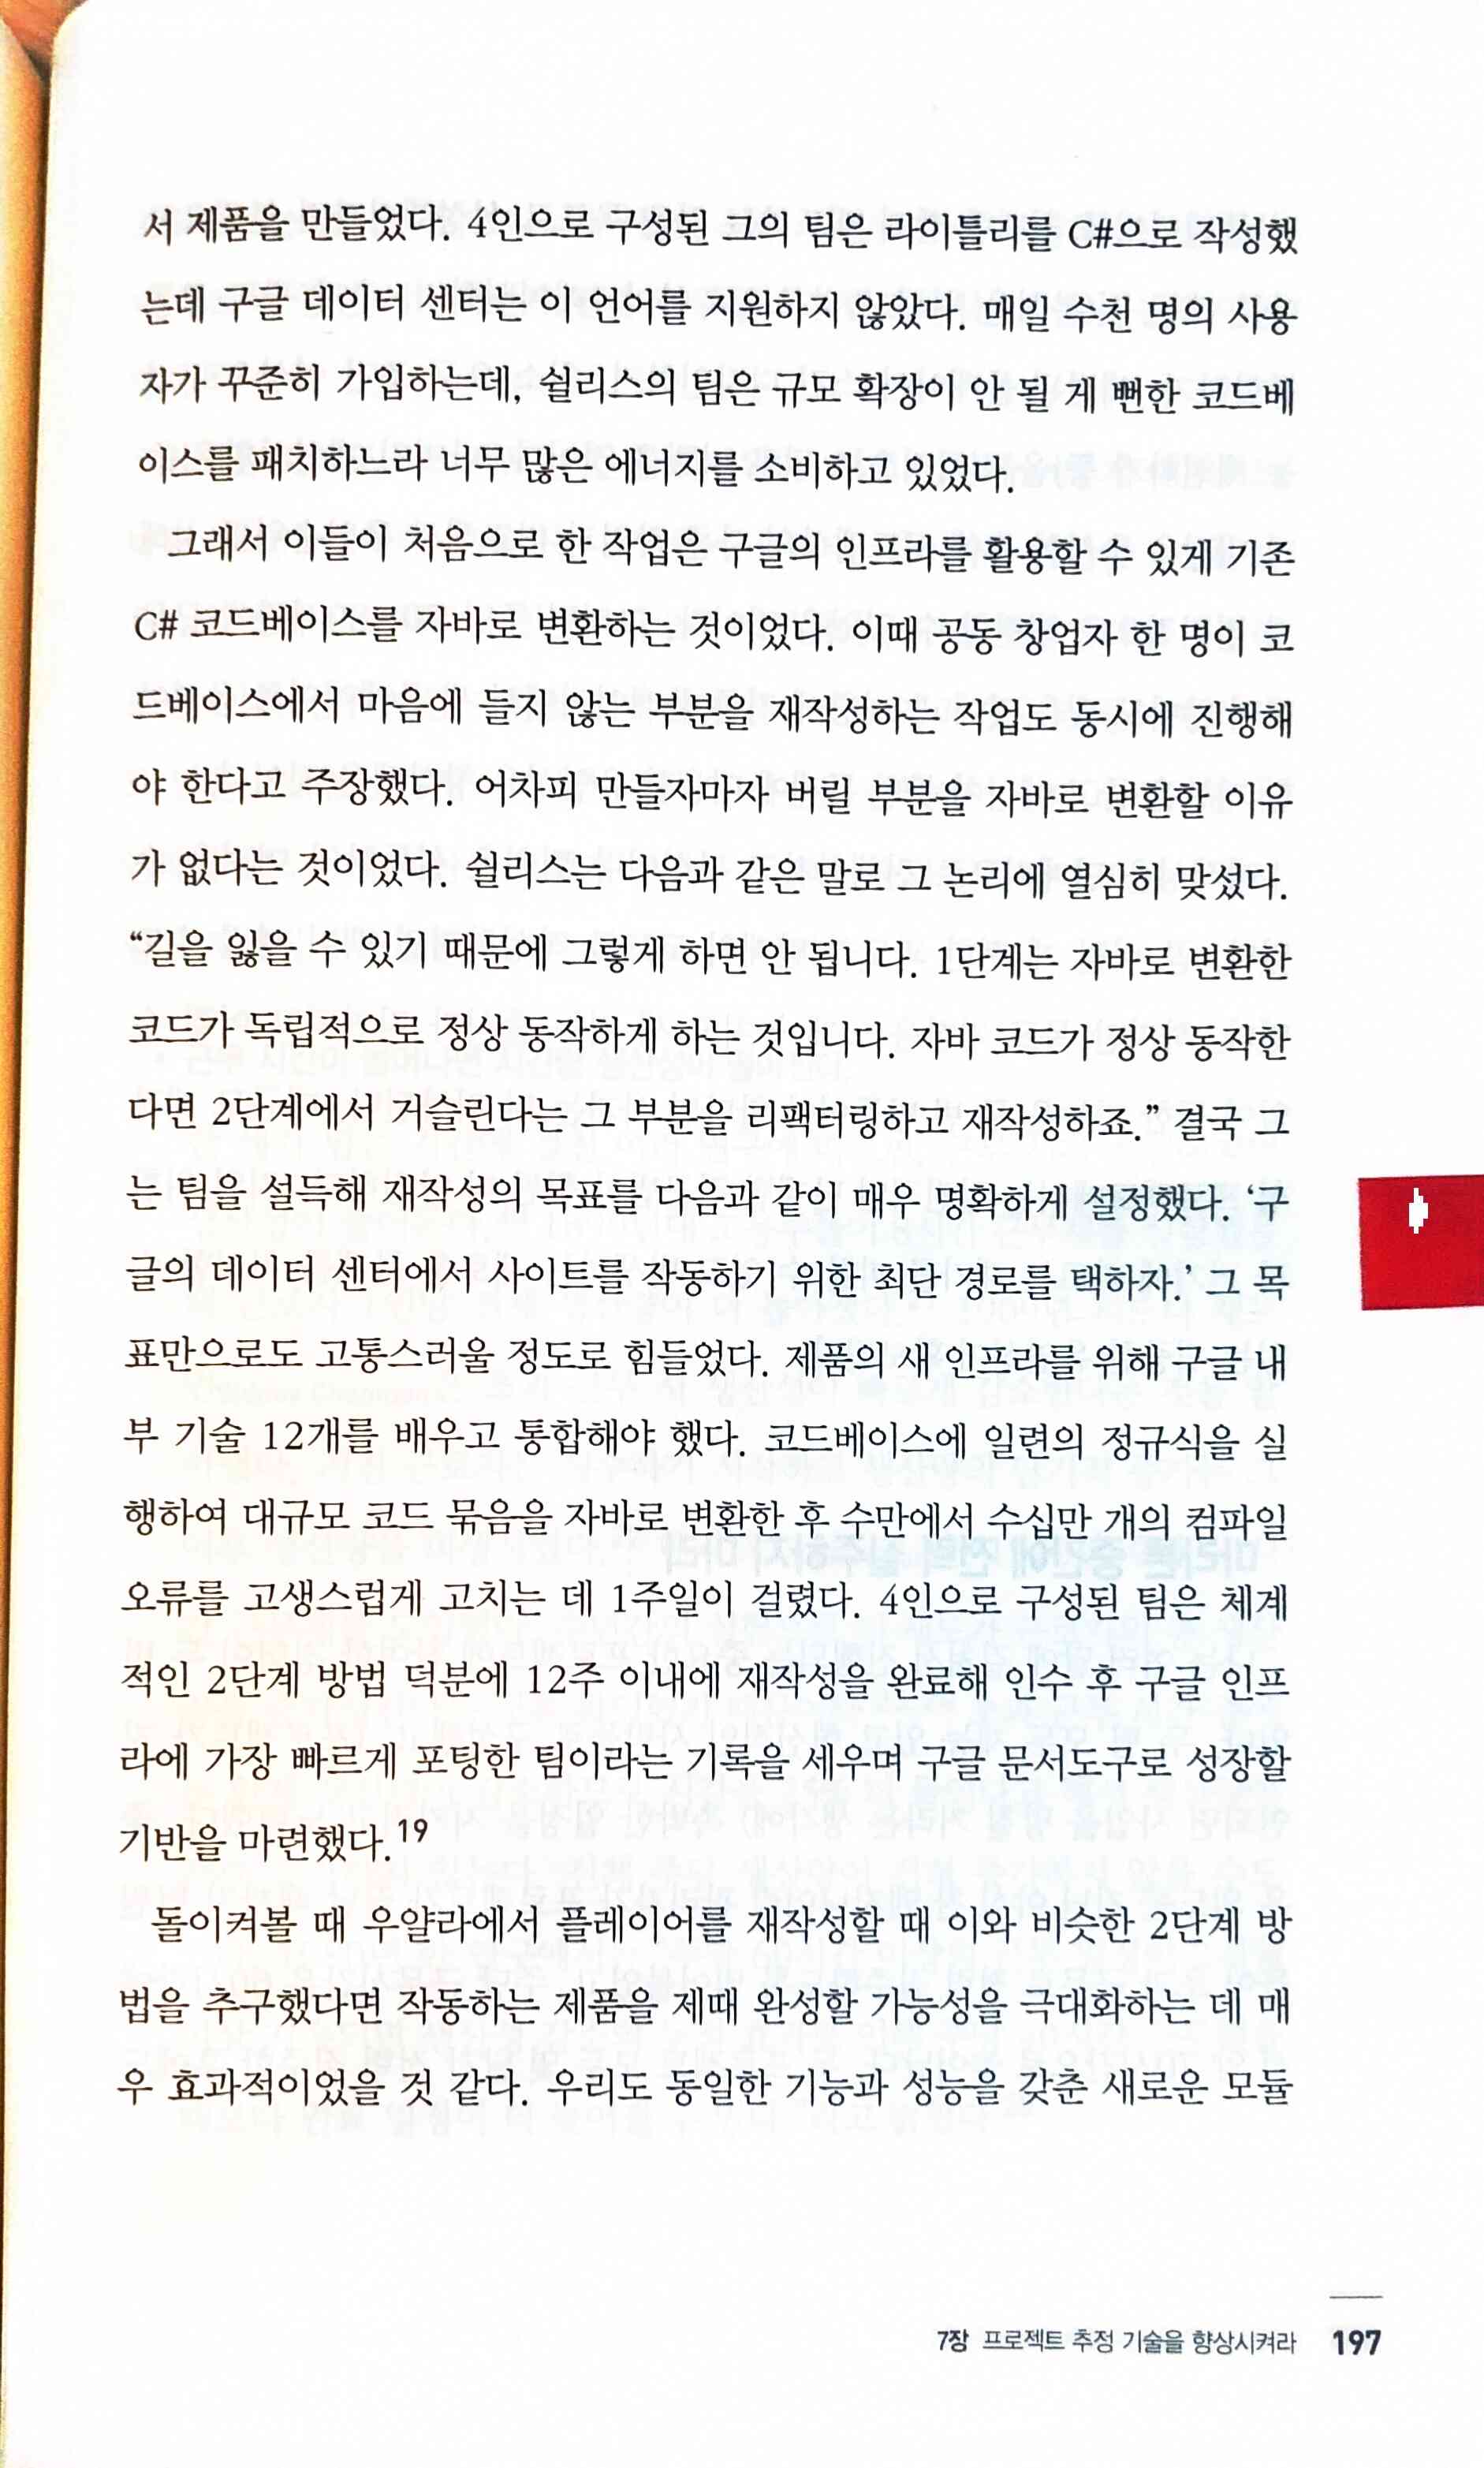 서 제품을 만들었다. 4인으로 구성된 그의 팀은 라이틀리를 C#으로 작성했
는데 구글 데이터 센터는 이 언어를 지원하지 않았다. 매일 수천 명의 사용
자가 꾸준히 가입하는데, 쉴리스의 팀은 규모 확장이 안 될 게 뻔한 코드베
이스를 패치하느라 너무 많은 에너지를 소비하고 있었다.
그래서 이들이 처음으로 한 작업은 구글의 인프라를 활용할 수 있게 기존
C# 코드베이스를 자바로 변환하는 것이었다. 이때 공동 창업자 한 명이 코
드베이스에서 마음에 들지 않는 부분을 재작성하는 작업도 동시에 진행해
야 한다고 주장했다. 어차피 만들자마자 버릴 부분을 자바로 변환할 이유
가 없다는 것이었다. 쉴리스는 다음과 같은 말로 그 논리에 열심히 맞섰다.
“길을 잃을 수 있기 때문에 그렇게 하면 안 됩니다. 1단계는 자바로 변환한
코드가 독립적으로 정상 동작하게 하는 것입니다. 자바 코드가 정상 동작한
다면 2단계에서 거슬린다는 그 부분을 리팩터링하고 재작성하죠.” 결국 그
는 팀을 설득해 재작성의 목표를 다음과 같이 매우 명확하게 설정했다. ‘구
글의 데이터 센터에서 사이트를 작동하기 위한 최단 경로를 택하자.’ 그 목
표만으로도 고통스러울 정도로 힘들었다. 제품의 새 인프라를 위해 구글 내
부 기술 12개를 배우고 통합해야 했다. 코드베이스에 일련의 정규식을 실
행하여 대규모 코드 묶음을 자바로 변환한 후 수만에서 수십만 개의 컴파일
오류를 고생스럽게 고치는 데 1주일이 걸렸다. 4인으로 구성된 팀은 체계
적인 2단계 방법 덕분에 12주 이내에 재작성을 완료해 인수 후 구글 인프
라에 가장 빠르게 포팅한 팀이라는 기록을 세우며 구글 문서도구로 성장할
기반을 마련했다.19
돌이켜볼 때 우얄라에서 플레이어를 재작성할 때 이와 비슷한 2단계 방
법을 추구했다면 작동하는 제품을 제때 완성할 가능성을 극대화하는 데 매
우 효과적이었을 것 같다. 우리도 동일한 기능과 성능을 갖춘 새로운 모듈
7장 프로젝트 추정 기술을 향상시켜라 197